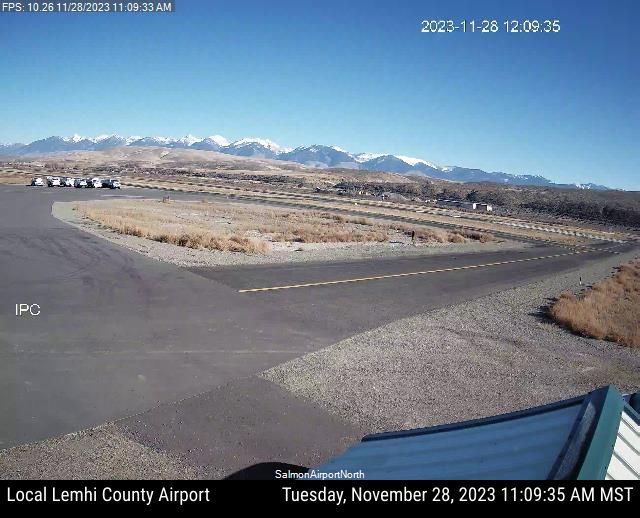 FPS: 10.26 11/28/2023 11:09:33 AM
2023-11-28 12:09:35
IPC
SalmonAirportNorth
Local Lemhi County Airport Tuesday, November 28, 2023 11:09:35 AM MST